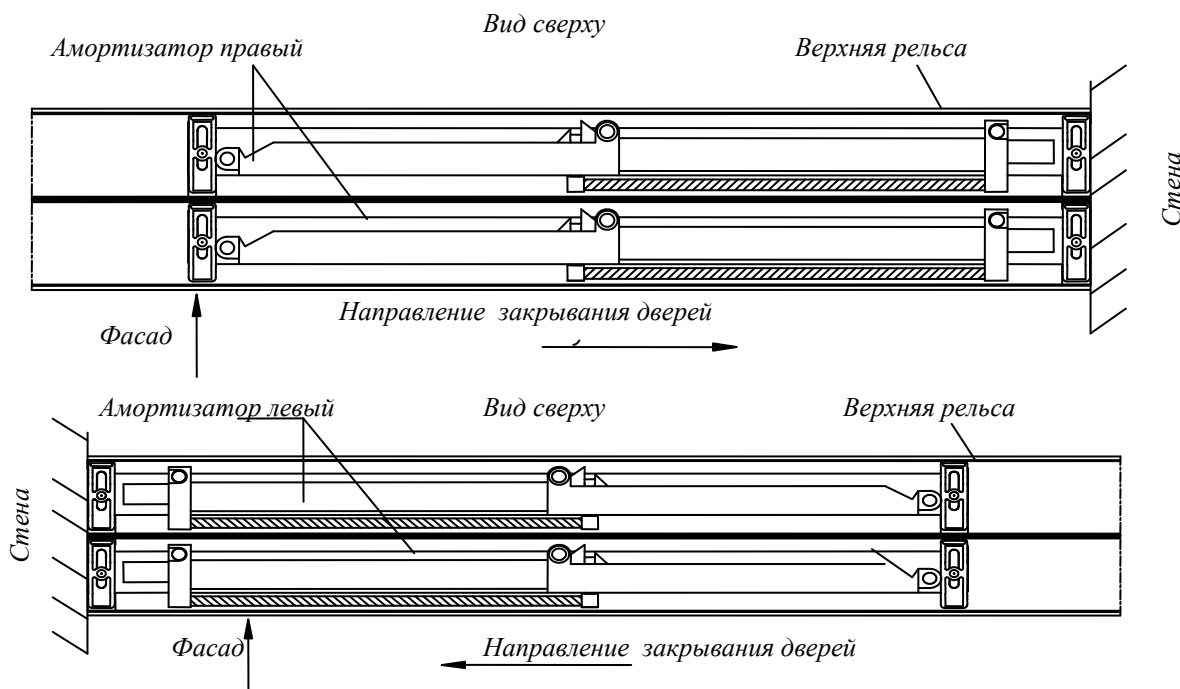 Вид сверху
Амортизатор правый
Верхняя рельса
Стена
Направление закрывания дверей
Фасад
Амортизатор левый
Вид сверху
Верхняя рельса
Стена
Фасад
Направление закрывания дверей